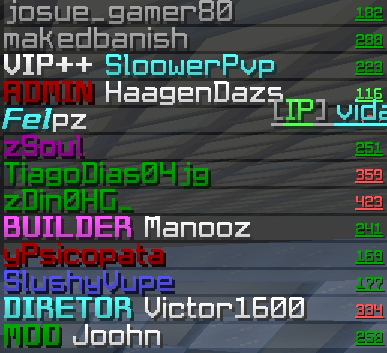 josue_gamer80 182
makedbanish 288
VIP++ SloowerPvp 223
ADMIN HaagenDazs 116
Felpz [IP] vida
zSoul 251
TiagoDias04jg 359
zDin0HG_ 423
BUILDER Manooz 241
yPsicopata 169
SlushyVupe 177
DIRETOR Victor1600 334
MOD Joohn 258